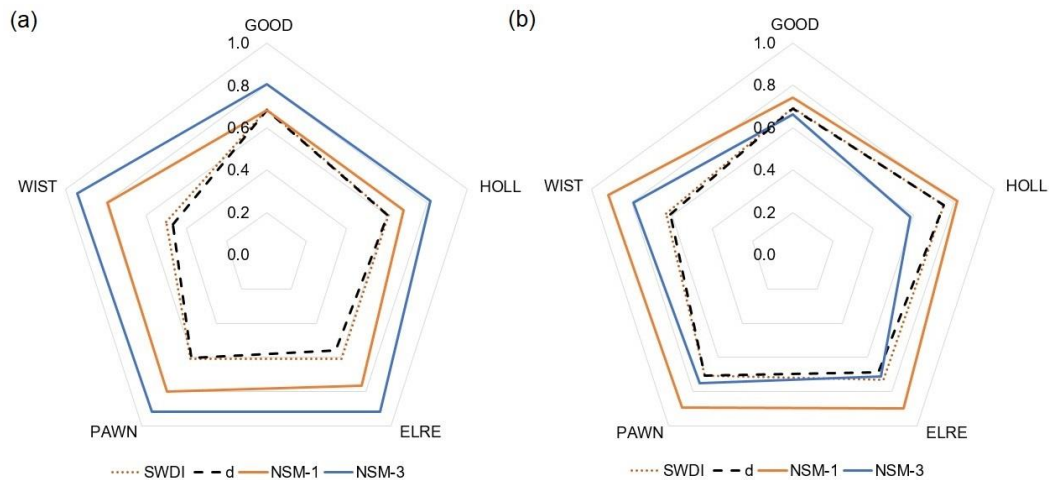 (a)
GOOD
1.0
0.8
0.6
0.4
0.2
0.0
WIST
HOLL
PAWN
ELRE
SWDI d NSM-1 NSM-3
(b)
GOOD
1.0
0.8
0.6
0.4
0.2
0.0
WIST
HOLL
PAWN
ELRE
SWDI d NSM-1 NSM-3